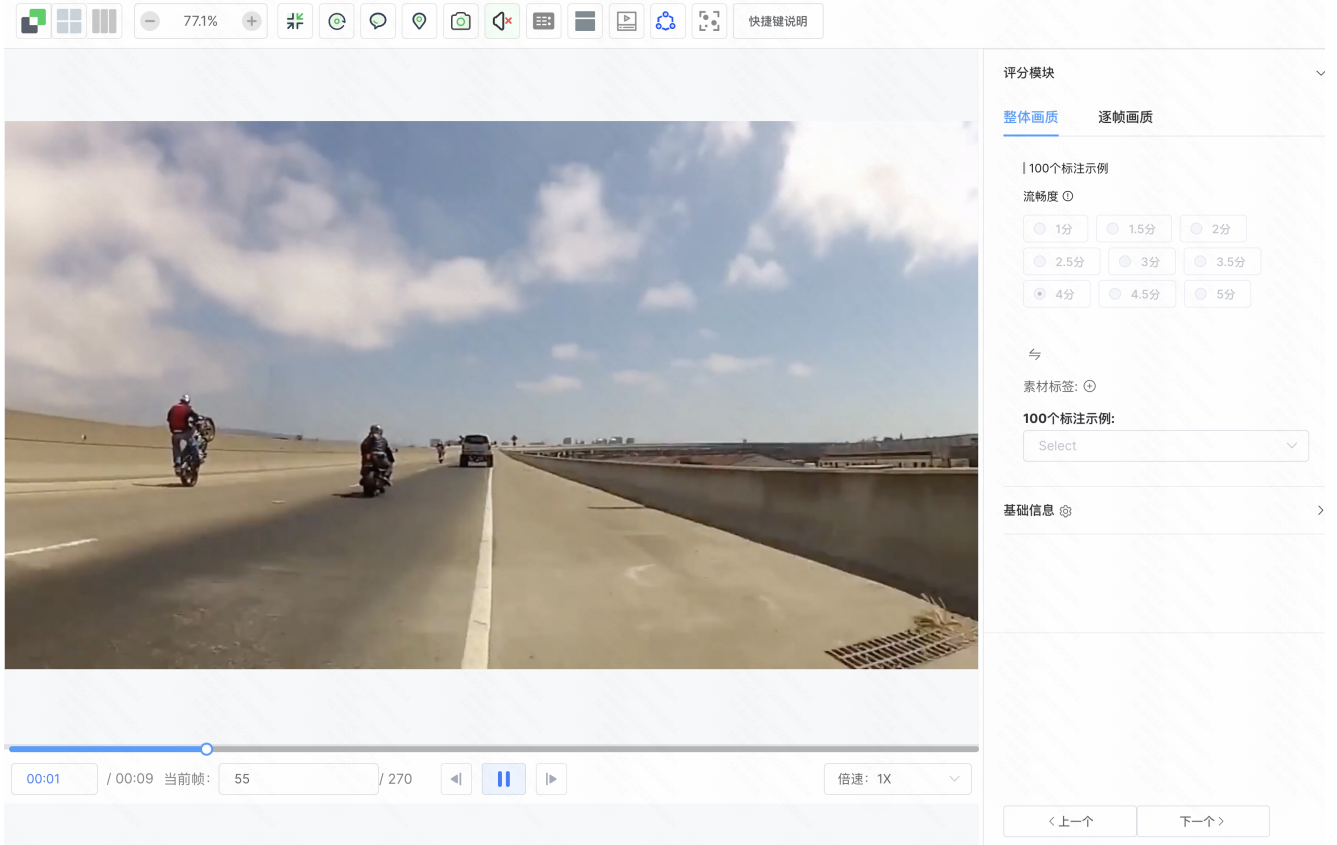 77.1%
快捷键说明
评分模块
整体画质
逐帧画质
100个标注示例
流畅度
1分
1.5分
2分
2.5分
3分
3.5分
4分
4.5分
5分
素材标签:
100个标注示例:
Select
基础信息
00:01 / 00:09 当前帧: 55 / 270
倍速: 1X
上一个
下一个